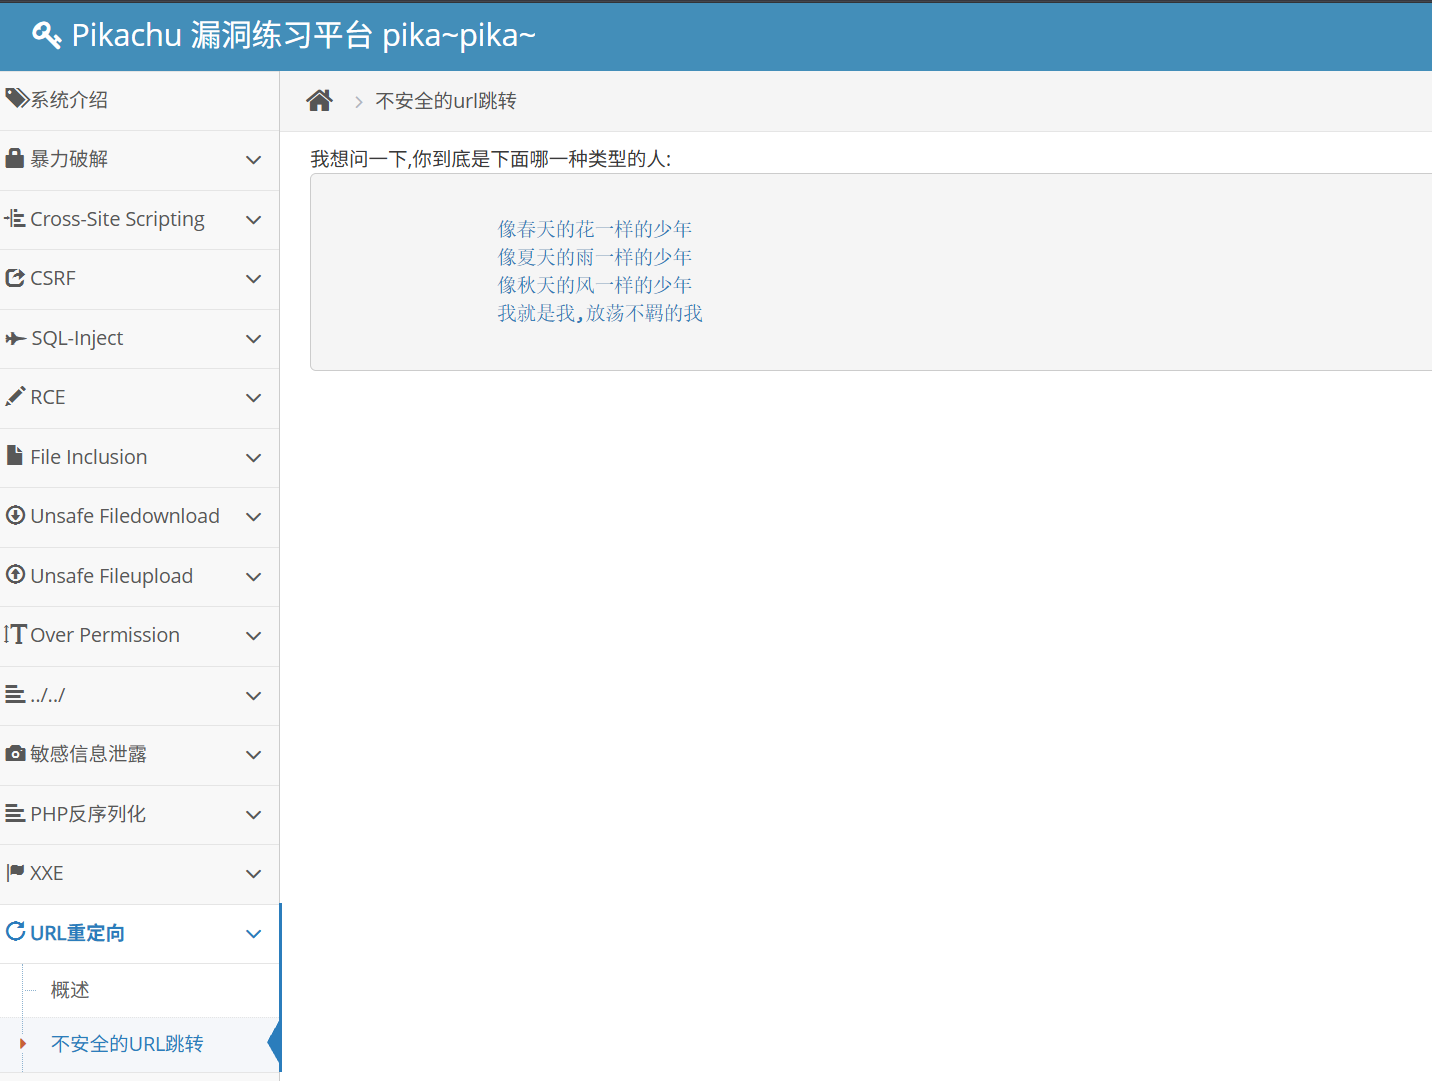 Pikachu 漏洞练习平台 pika~pika~
系统介绍
暴力破解
Cross-Site Scripting
CSRF
SQL-Inject
RCE
File Inclusion
Unsafe Filedownload
Unsafe Fileupload
Over Permission
../../
敏感信息泄露
PHP反序列化
XXE
URL重定向
概述
不安全的URL跳转
不安全的url跳转
我想问一下,你到底是下面哪一种类型的人:
像春天的花一样的少年
像夏天的雨一样的少年
像秋天的风一样的少年
我就是我,放荡不羁的我